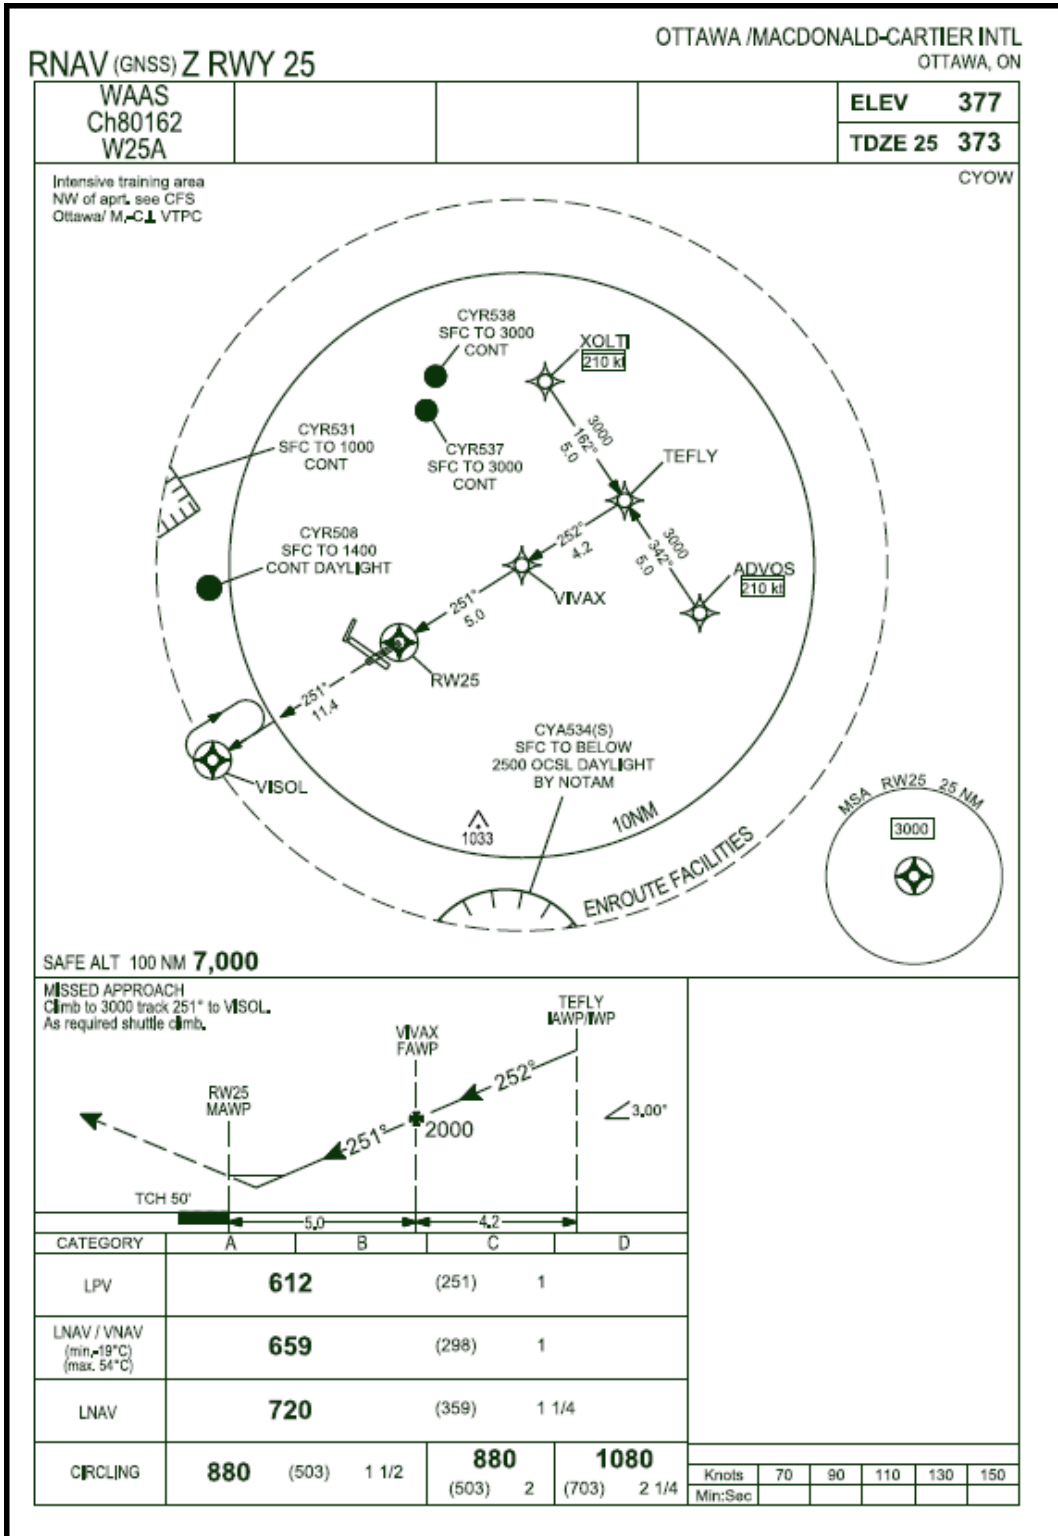 OTTAWA /MACDONALD-CARTIER INTL
RNAV (GNSS) Z RWY 25
OTTAWA, ON
WAAS
Ch80162
W25A
ELEV 377
TDZE 25 373
CYOW
Intensive training area
NW of aprt. see CFS
Ottawa/ M.-C.I. VTPC
CYR538
SFC TO 3000
CONT
XOLTI
210 kt
CYR531
SFC TO 1000
CONT
CYR537
SFC TO 3000
CONT
3000
162°
5.0
TEFLY
CYR508
SFC TO 1400
CONT DAYLIGHT
252°
4.2
3000
342°
5.0
ADVOS
210 kt
VIVAX
251°
5.0
RW25
251°
11.4
VISOL
CYA534(S)
SFC TO BELOW
2500 OCSL DAYLIGHT
BY NOTAM
1033
10NM
ENROUTE FACILITIES
MSA RW25 25 NM
3000
SAFE ALT 100 NM 7,000
MISSED APPROACH
Climb to 3000 track 251° to VISOL.
As required shuttle climb.
TEFLY
IAWP/IWP
VIVAX
FAWP
RW25
MAWP
252°
251°
2000
3.00°
TCH 50'
5.0 4.2
CATEGORY A B C D
LPV 612 (251) 1
LNAV / VNAV
(min.-19°C)
(max. 54°C)
659 (298) 1
LNAV 720 (359) 1 1/4
CIRCLING 880 (503) 1 1/2
880
(503) 2
1080
(703) 2 1/4
Knots 70 90 110 130 150
Min:Sec